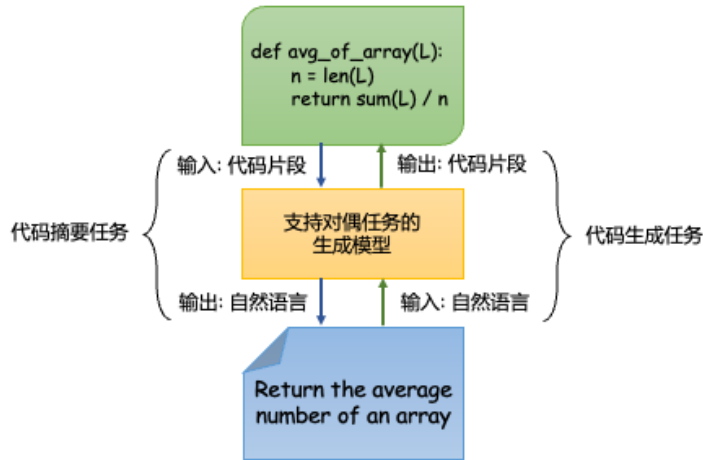 def avg_of_array(L):
n = len(L)
return sum(L) / n
输入: 代码片段
输出: 代码片段
代码摘要任务
支持对偶任务的
生成模型
代码生成任务
输出: 自然语言
输入: 自然语言
Return the average
number of an array